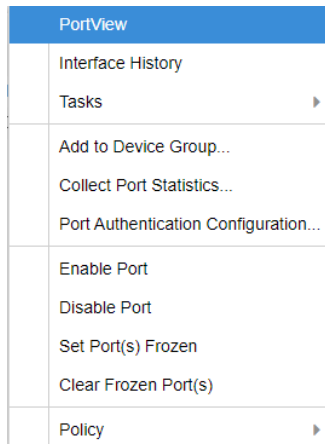 PortView
Interface History
Tasks
Add to Device Group...
Collect Port Statistics...
Port Authentication Configuration...
Enable Port
Disable Port
Set Port(s) Frozen
Clear Frozen Port(s)
Policy